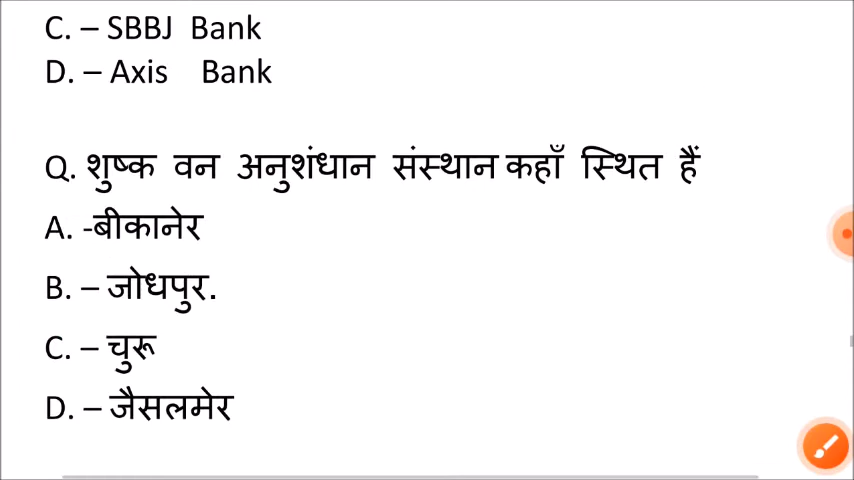 C. – SBBJ Bank
D. – Axis Bank
Q. शुष्क वन अनुशंधान संस्थान कहाँ स्थित हैं
A. -बीकानेर
B. – जोधपुर.
C. – चुरू
D. – जैसलमेर